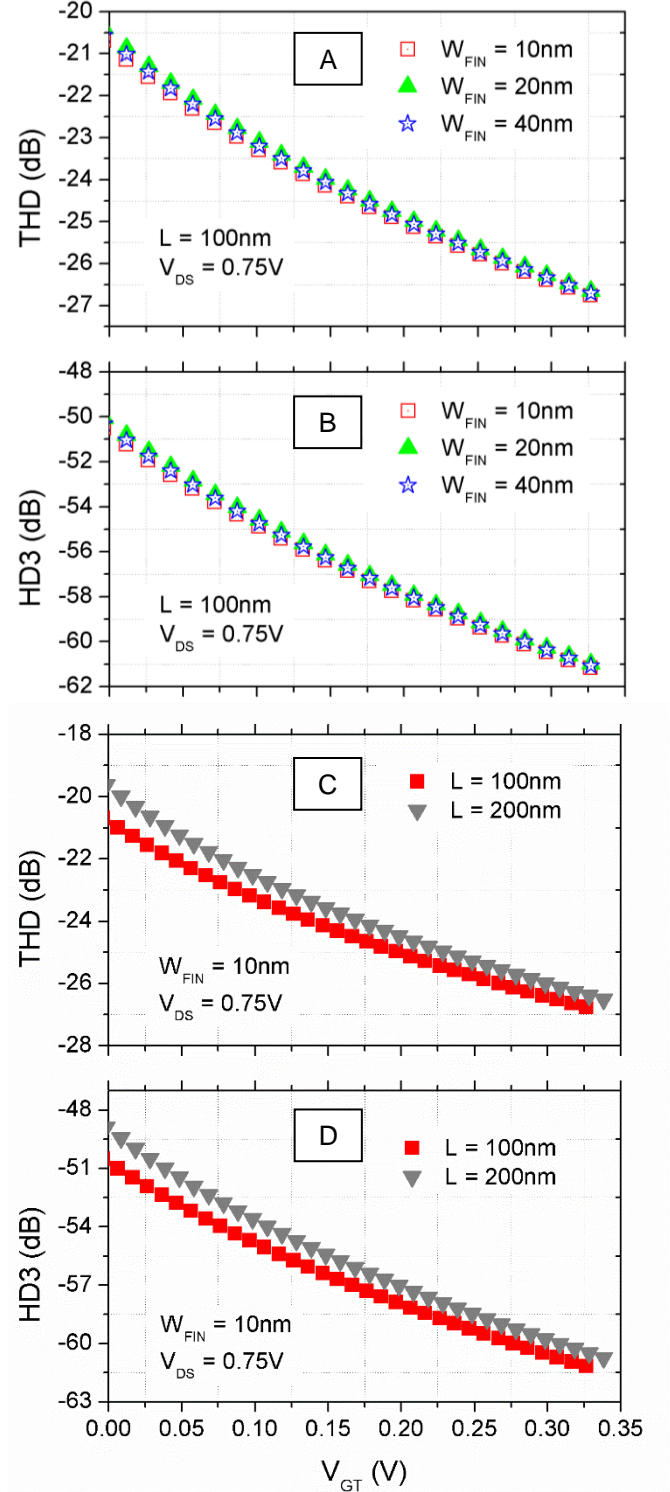 -20
-21
-22
-23
-24
-25
-26
-27
THD (dB)
A
W_FIN = 10nm
W_FIN = 20nm
W_FIN = 40nm
L = 100nm
V_DS = 0.75V
-48
-50
-52
-54
-56
-58
-60
-62
HD3 (dB)
B
W_FIN = 10nm
W_FIN = 20nm
W_FIN = 40nm
L = 100nm
V_DS = 0.75V
-18
-20
-22
-24
-26
-28
THD (dB)
C
L = 100nm
L = 200nm
W_FIN = 10nm
V_DS = 0.75V
-48
-51
-54
-57
-60
-63
HD3 (dB)
D
L = 100nm
L = 200nm
W_FIN = 10nm
V_DS = 0.75V
0.00 0.05 0.10 0.15 0.20 0.25 0.30 0.35
V_GT (V)